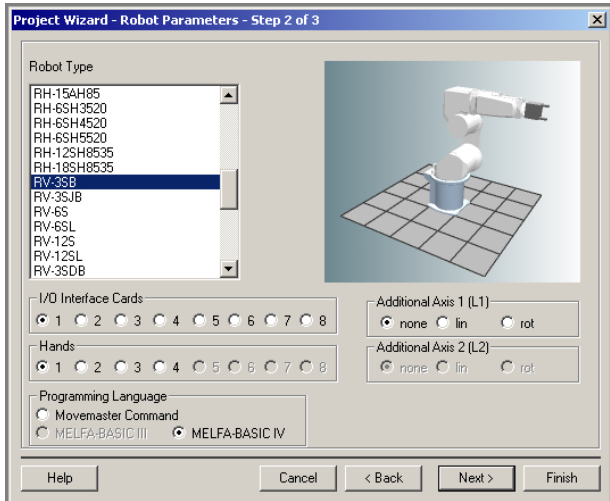 Project Wizard - Robot Parameters - Step 2 of 3
Robot Type
RH-15AH85
RH-6SH3520
RH-6SH4520
RH-6SH5520
RH-12SH8535
RH-18SH8535
RV-3SB
RV-3SJB
RV-6S
RV-6SL
RV-12S
RV-12SL
RV-3SDB
I/O Interface Cards
1 2 3 4 5 6 7 8
Additional Axis 1 (L1)
none lin rot
Hands
1 2 3 4 5 6 7 8
Additional Axis 2 (L2)
none lin rot
Programming Language
Movemaster Command
MELFA-BASIC III MELFA-BASIC IV
Help Cancel < Back Next > Finish